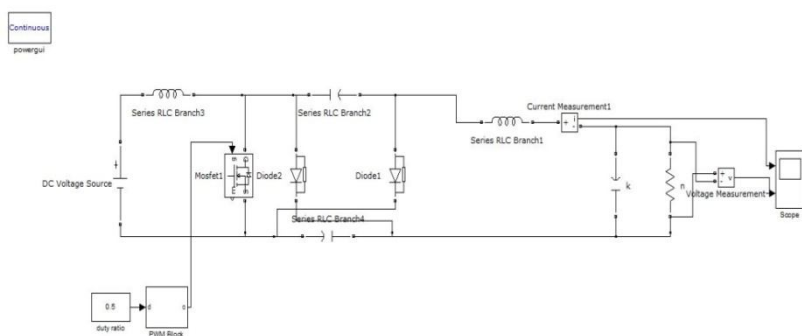 Continuous
powergui
Series RLC Branch3
Series RLC Branch2
Current Measurement1
Series RLC Branch1
DC Voltage Source
Mosfet1
Diode2
Diode1
k
n
Voltage Measurement
Scope
Series RLC Branch4
0.5
duty ratio
PWM Block